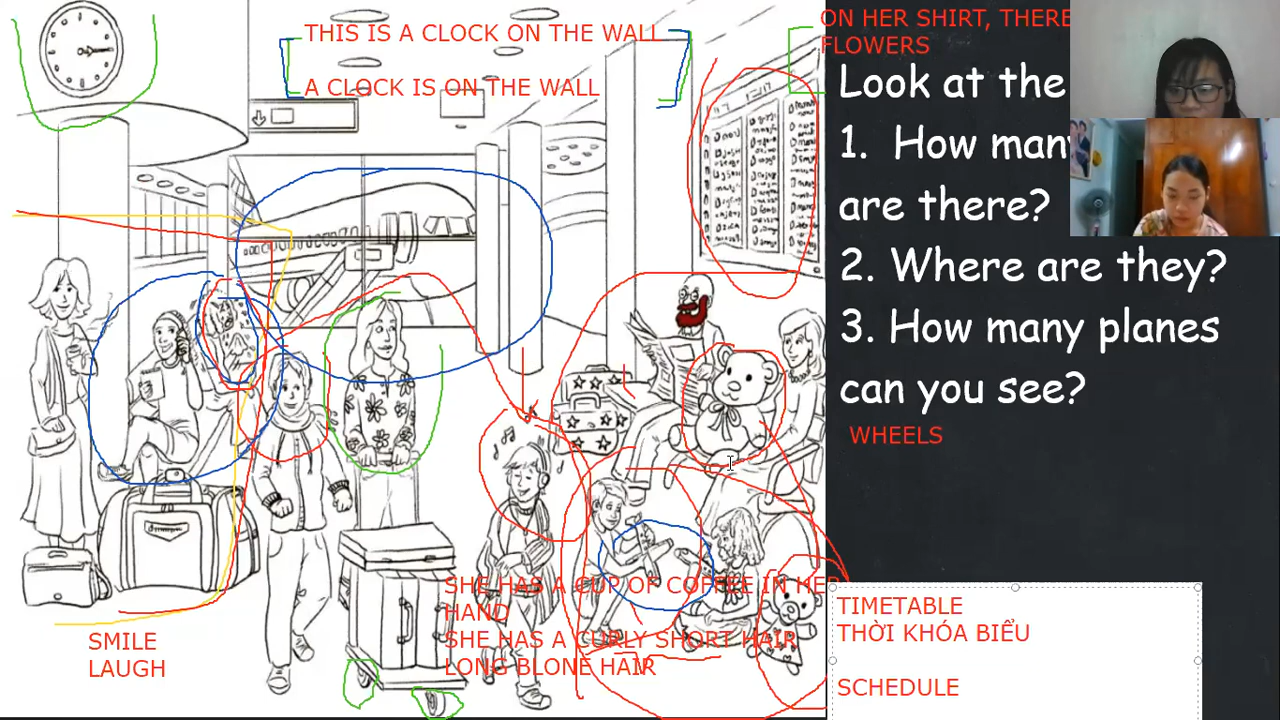 THIS IS A CLOCK ON THE WALL
A CLOCK IS ON THE WALL
ON HER SHIRT, THERE
FLOWERS
Look at the
1. How many
are there?
2. Where are they?
3. How many planes
can you see?
WHEELS
SHE HAS A CUP OF COFFEE IN HER
HAND
SHE HAS A CURLY SHORT HAIR
LONG BLONE HAIR
SMILE
LAUGH
TIMETABLE
THỜI KHÓA BIỂU
SCHEDULE